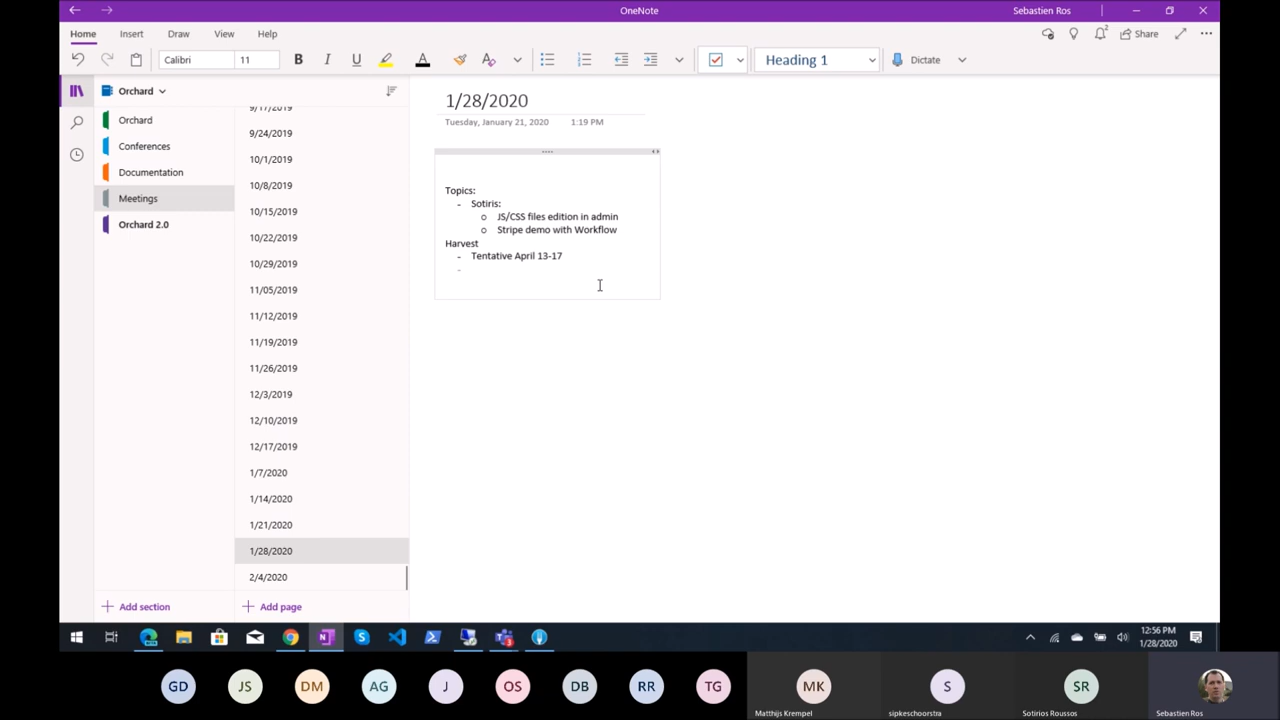 OneNote
Sebastien Ros
Home
Insert
Draw
View
Help
Share
Calibri
11
B
I
U
A
Heading 1
Dictate
Orchard
Orchard
Conferences
Documentation
Meetings
Orchard 2.0
9/17/2019
9/24/2019
10/1/2019
10/8/2019
10/15/2019
10/22/2019
10/29/2019
11/05/2019
11/12/2019
11/19/2019
11/26/2019
12/3/2019
12/10/2019
12/17/2019
1/7/2020
1/14/2020
1/21/2020
1/28/2020
2/4/2020
+ Add section
+ Add page
1/28/2020
Tuesday, January 21, 2020 1:19 PM
Topics:
- Sotiris:
o JS/CSS files edition in admin
o Stripe demo with Workflow
Harvest
- Tentative April 13-17
-
12:56 PM
1/28/2020
GD
JS
DM
AG
J
OS
DB
RR
TG
MK
S
SR
Matthijs Krempel
sipkeschoorstra
Sotirios Roussos
Sebastien Ros